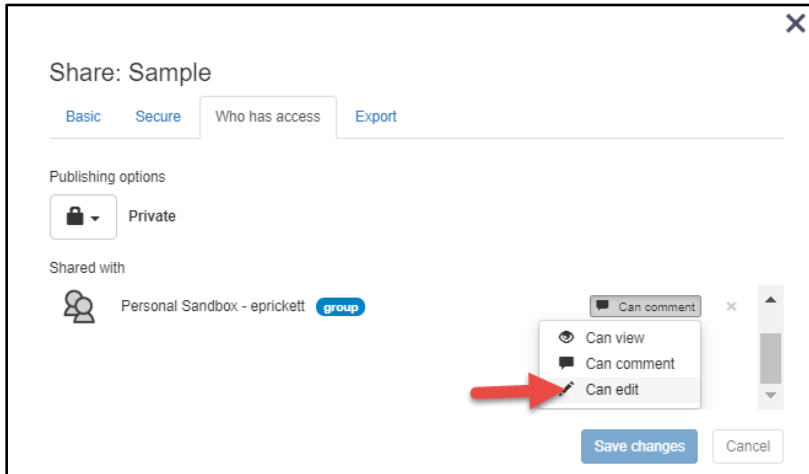 Share: Sample
Basic Secure Who has access Export
Publishing options
Private
Shared with
Personal Sandbox - eprickett group Can comment
Can view
Can comment
Can edit
Save changes Cancel